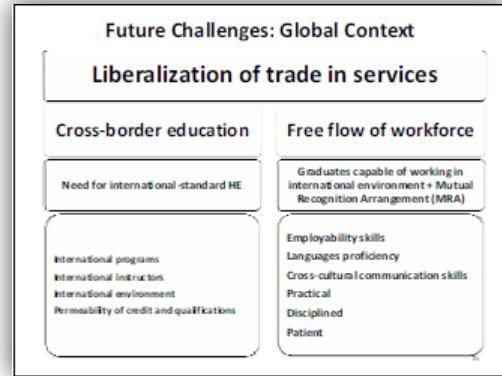 Future Challenges: Global Context
Liberalization of trade in services
Cross-border education
Free flow of workforce
Need for international-standard HE
Graduates capable of working in
international environment + Mutual
Recognition Arrangement (MRA)
International programs
International instructors
International environment
Permeability of credit and qualifications
Employability skills
Languages proficiency
Cross-cultural communication skills
Practical
Disciplined
Patient